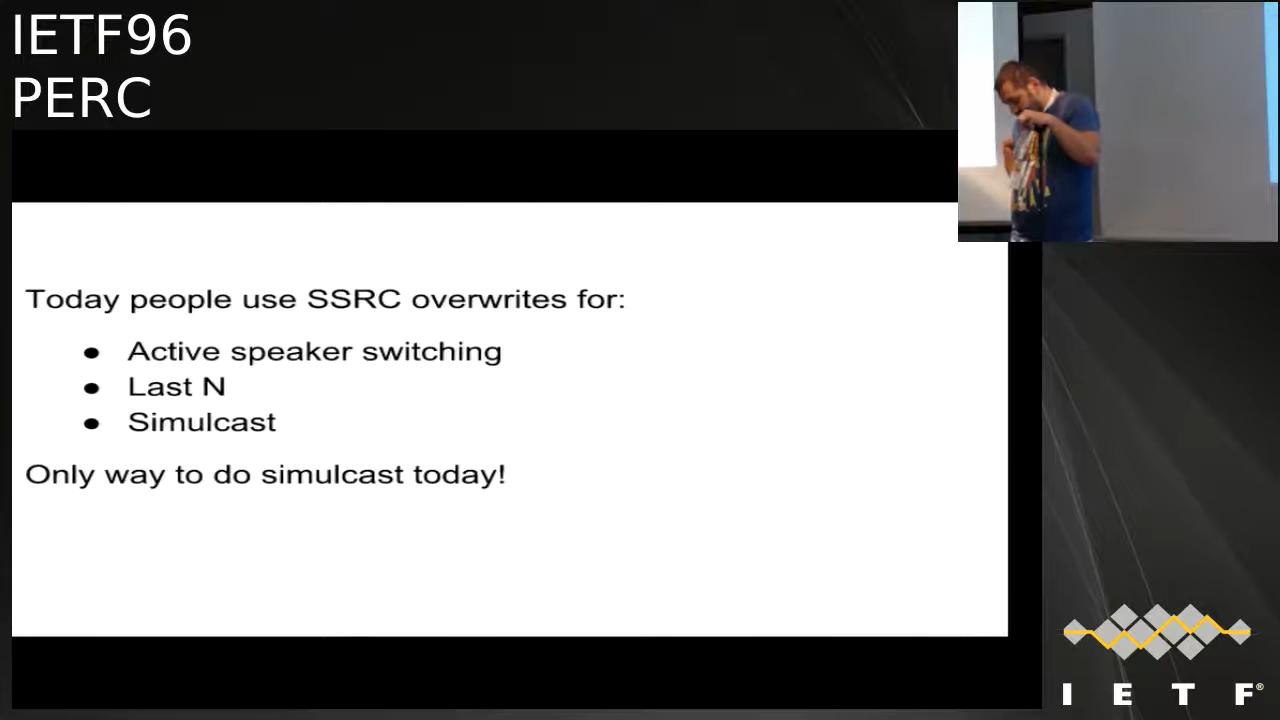 IETF96
PERC
Today people use SSRC overwrites for:
● Active speaker switching
● Last N
● Simulcast
Only way to do simulcast today!
I E T F®